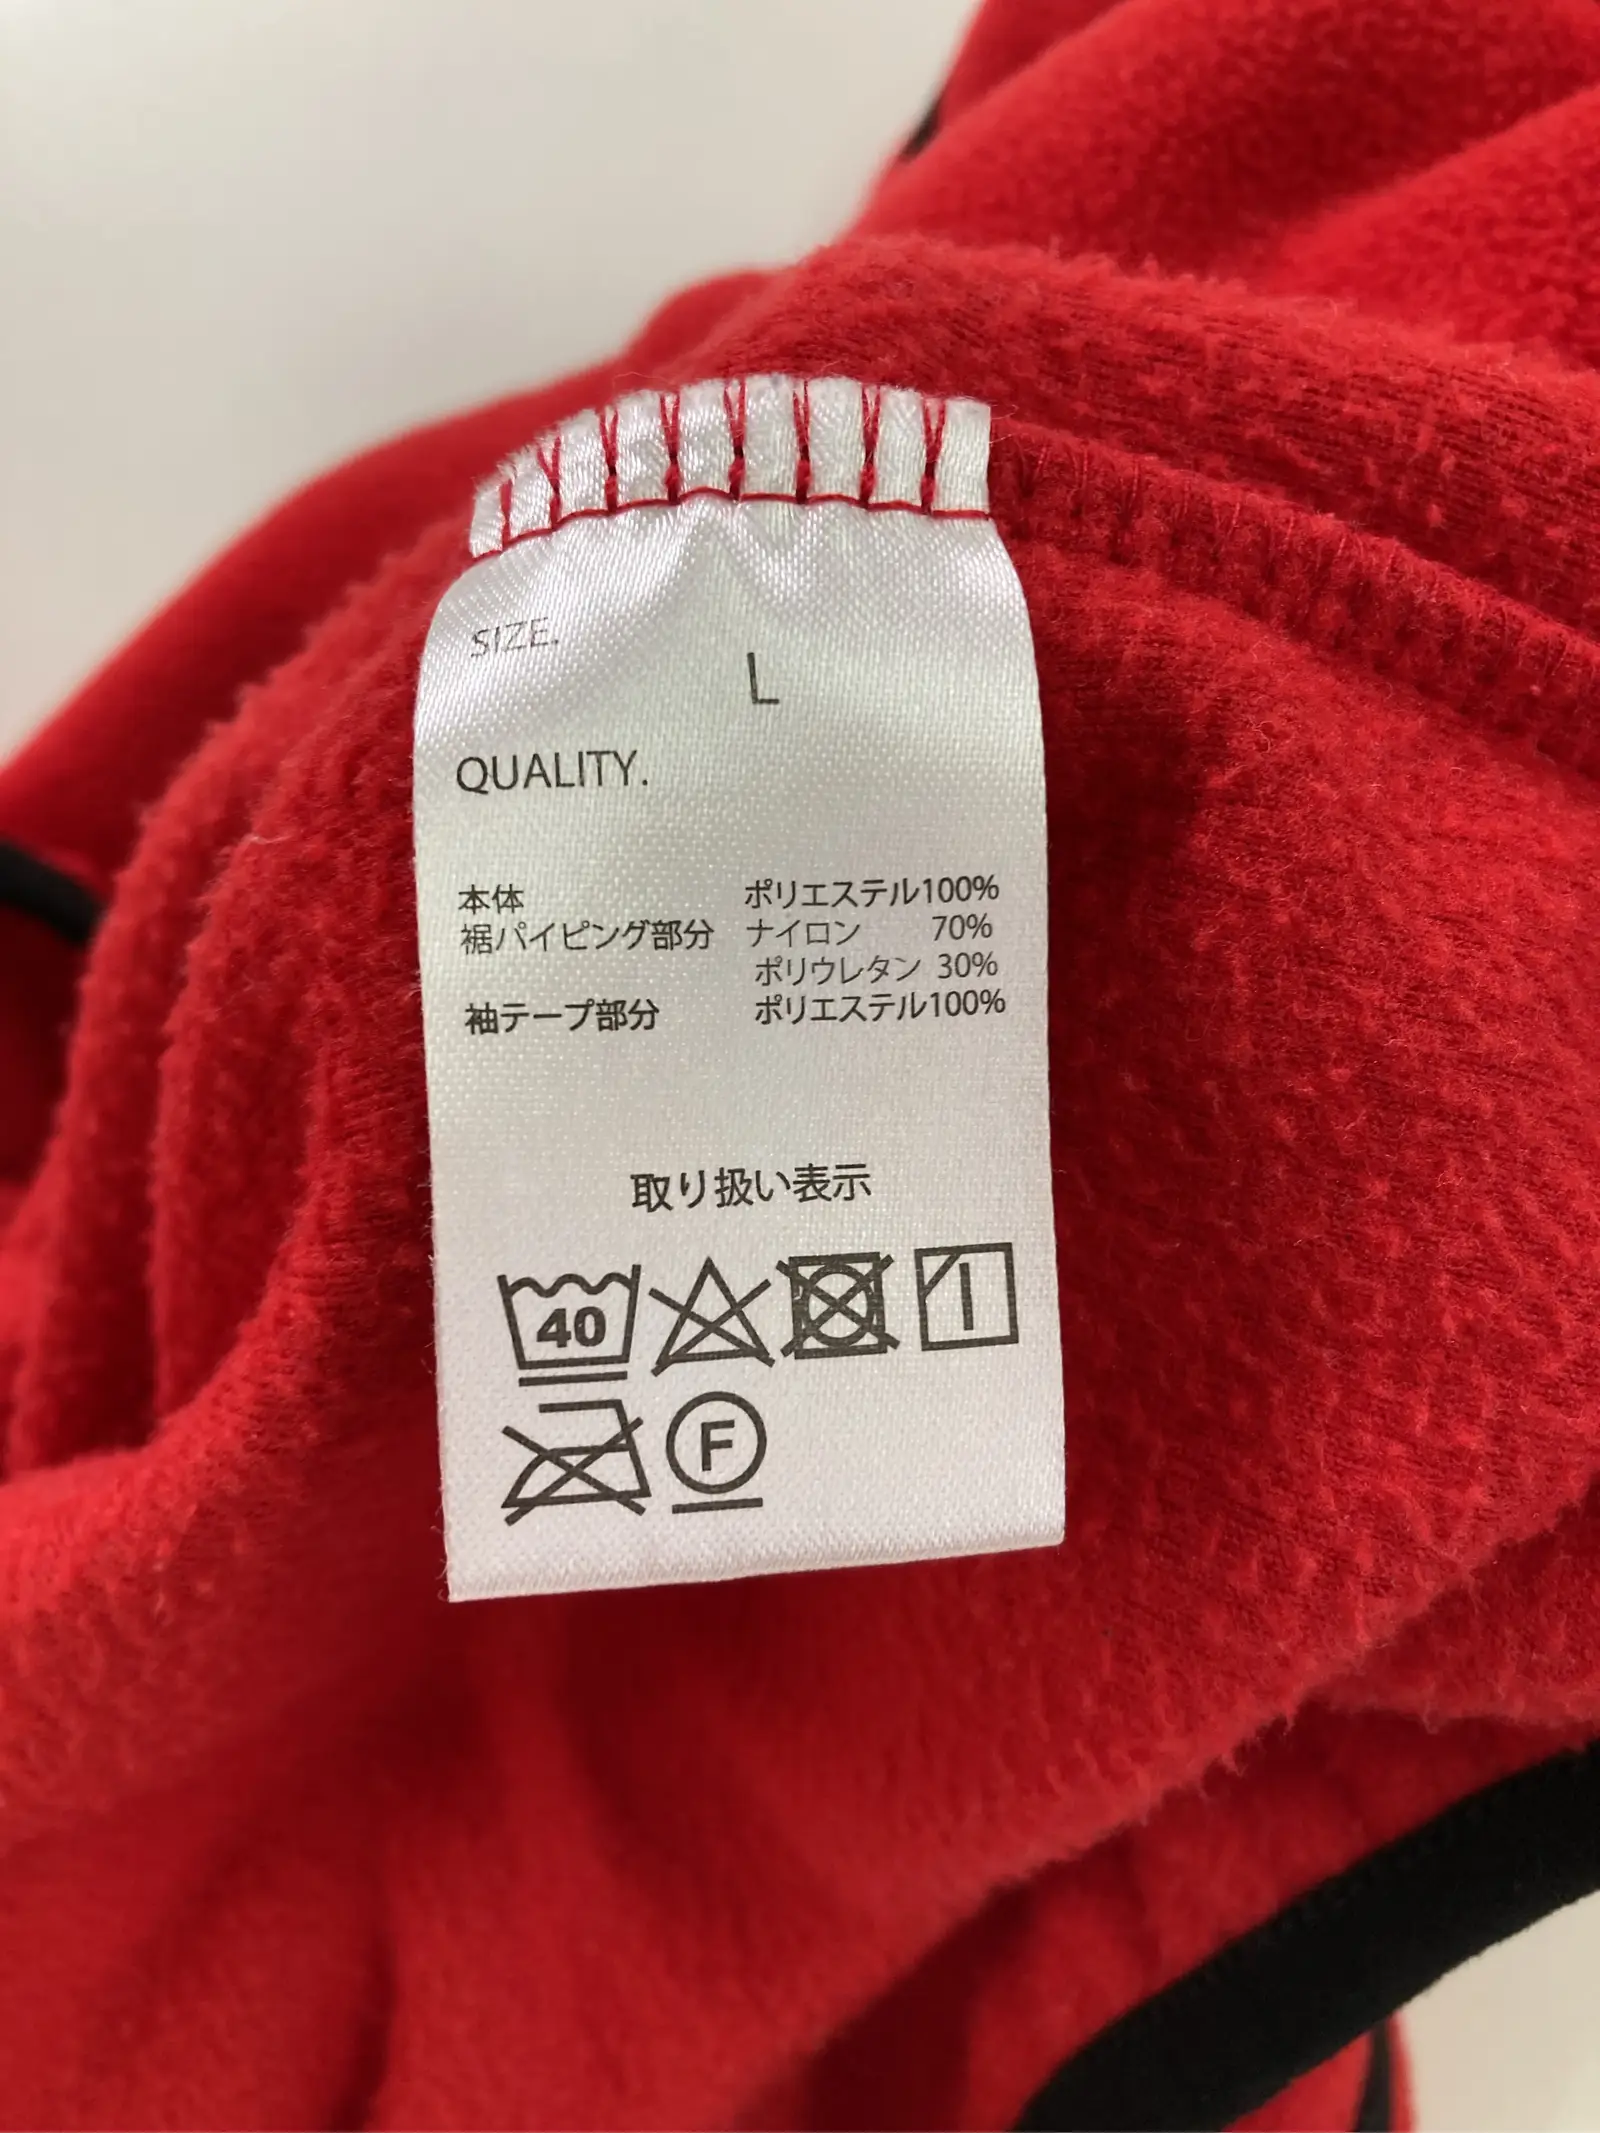 SIZE.
L
QUALITY.
本体 ポリエステル100%
裾パイピング部分 ナイロン 70%
ポリウレタン 30%
袖テープ部分 ポリエステル100%
取り扱い表示
40
F